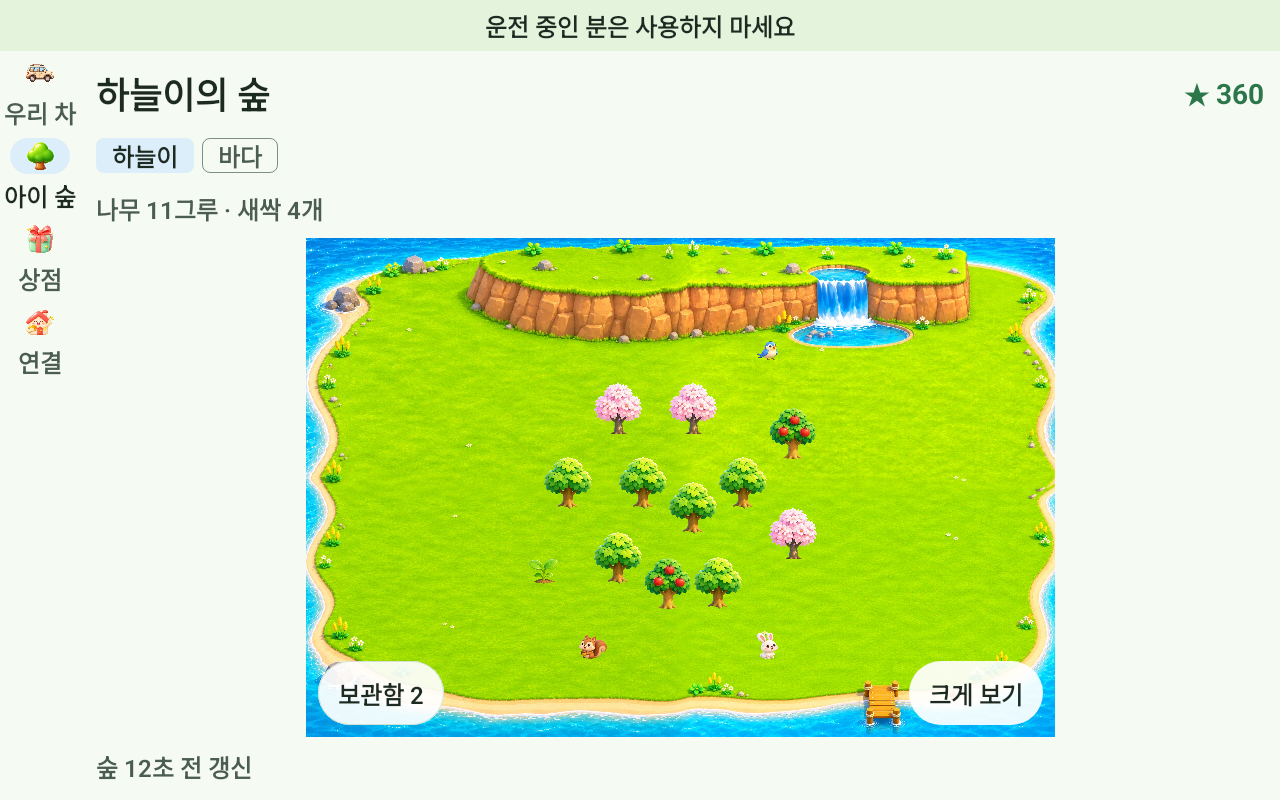 운전 중인 분은 사용하지 마세요
우리 차
아이 숲
상점
연결
하늘이의 숲
★ 360
하늘이
바다
나무 11그루 · 새싹 4개
보관함 2
크게 보기
숲 12초 전 갱신